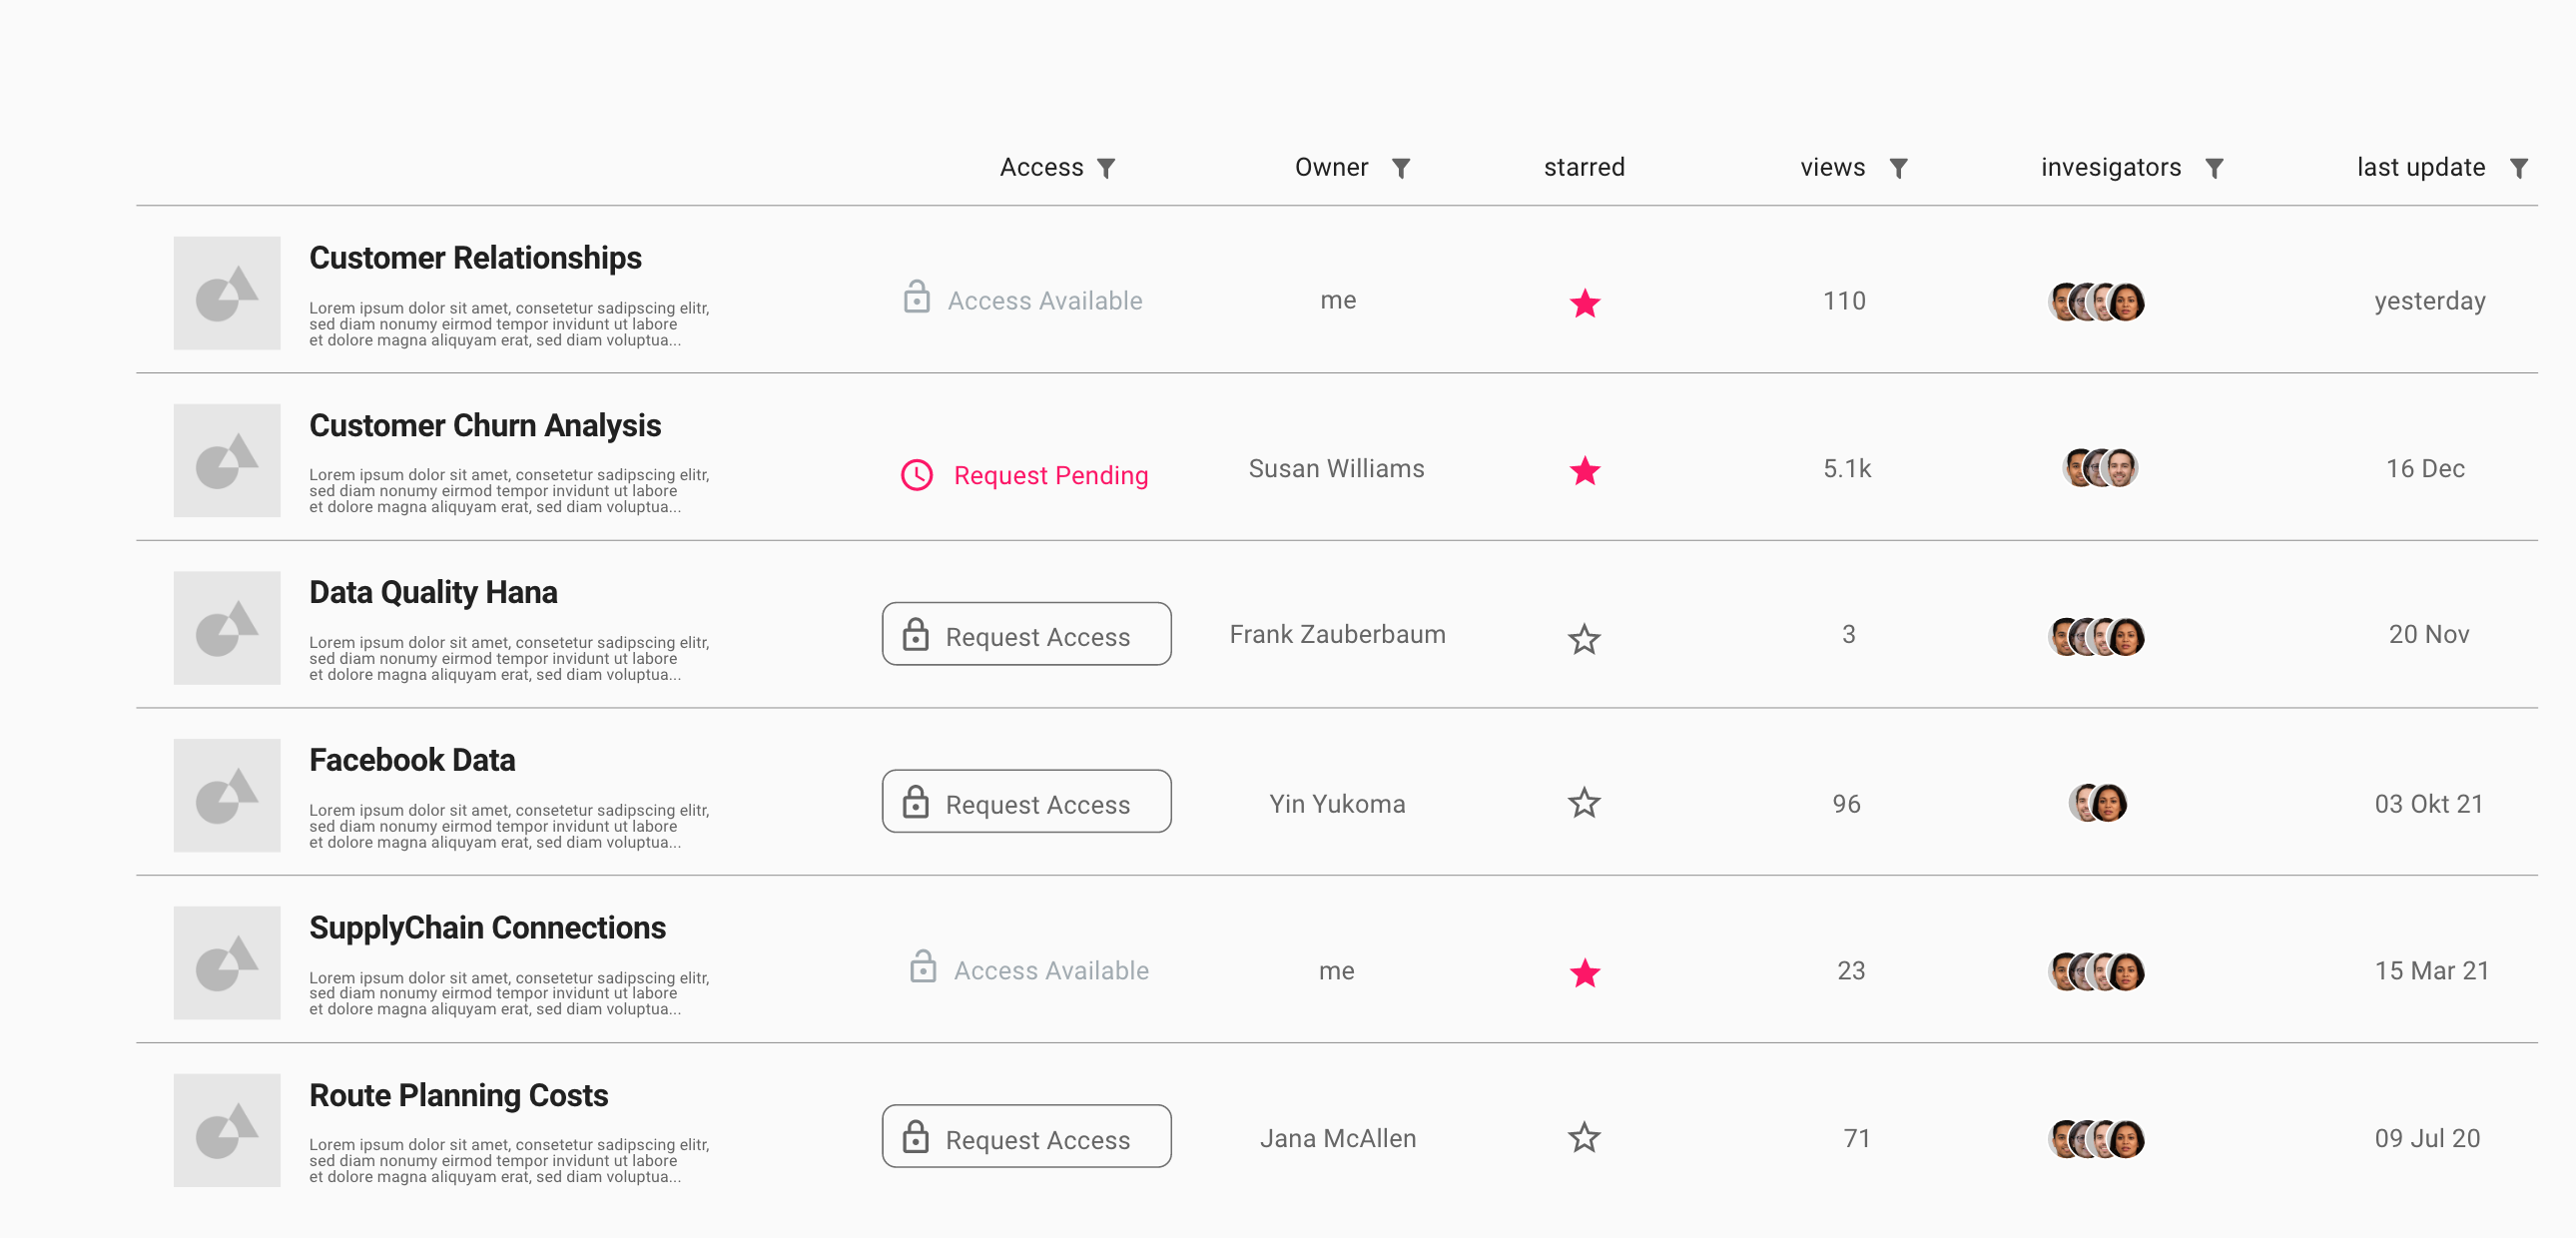 Access Owner starred views invesigators last update
Customer Relationships
Lorem ipsum dolor sit amet, consetetur sadipscing elitr,
sed diam nonumy eirmod tempor invidunt ut labore
et dolore magna aliquyam erat, sed diam voluptua...
Access Available me 110 yesterday
Customer Churn Analysis
Lorem ipsum dolor sit amet, consetetur sadipscing elitr,
sed diam nonumy eirmod tempor invidunt ut labore
et dolore magna aliquyam erat, sed diam voluptua...
Request Pending Susan Williams 5.1k 16 Dec
Data Quality Hana
Lorem ipsum dolor sit amet, consetetur sadipscing elitr,
sed diam nonumy eirmod tempor invidunt ut labore
et dolore magna aliquyam erat, sed diam voluptua...
Request Access Frank Zauberbaum 3 20 Nov
Facebook Data
Lorem ipsum dolor sit amet, consetetur sadipscing elitr,
sed diam nonumy eirmod tempor invidunt ut labore
et dolore magna aliquyam erat, sed diam voluptua...
Request Access Yin Yukoma 96 03 Okt 21
SupplyChain Connections
Lorem ipsum dolor sit amet, consetetur sadipscing elitr,
sed diam nonumy eirmod tempor invidunt ut labore
et dolore magna aliquyam erat, sed diam voluptua...
Access Available me 23 15 Mar 21
Route Planning Costs
Lorem ipsum dolor sit amet, consetetur sadipscing elitr,
sed diam nonumy eirmod tempor invidunt ut labore
et dolore magna aliquyam erat, sed diam voluptua...
Request Access Jana McAllen 71 09 Jul 20